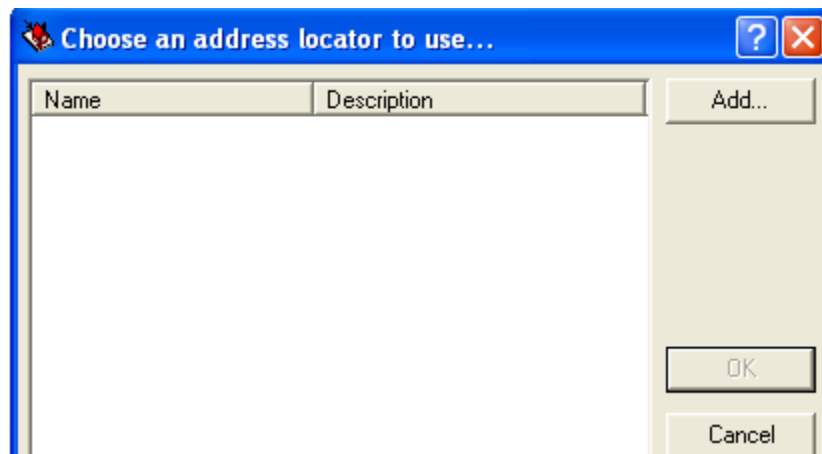 Choose an address locator to use...
?
Name Description Add...
OK
Cancel